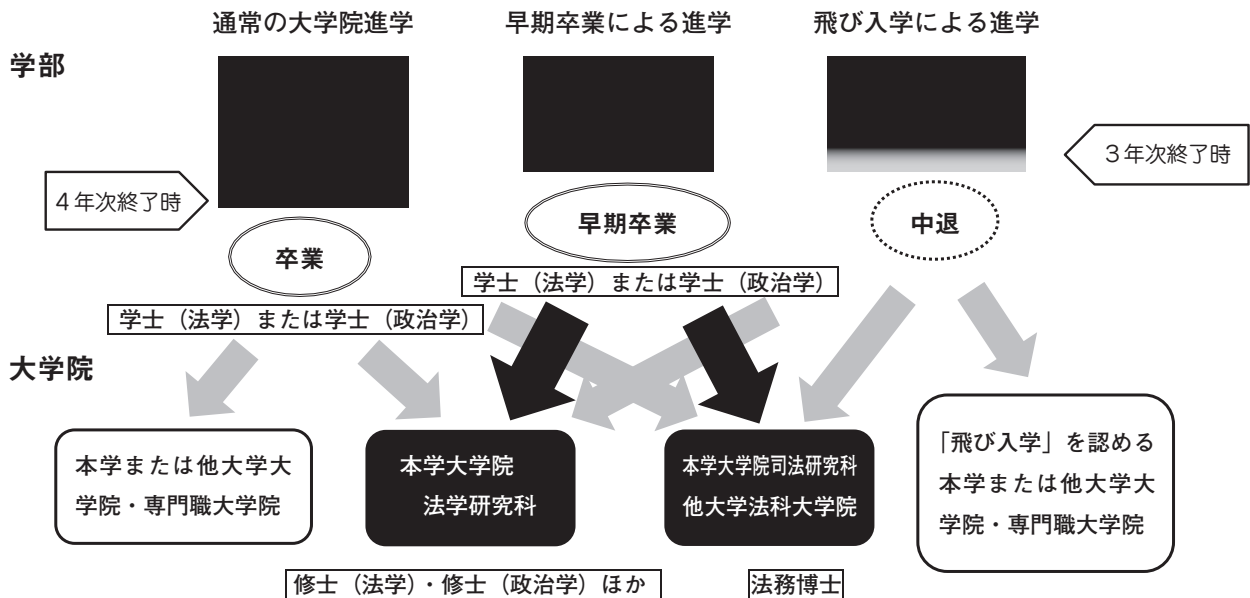 通常の大学院進学
早期卒業による進学
飛び入学による進学
学部
3年次終了時
4年次終了時
早期卒業
中退
卒業
学士（法学）または学士（政治学）
学士（法学）または学士（政治学）
大学院
本学または他大学大
学院・専門職大学院
本学大学院
法学研究科
本学大学院司法研究科
他大学法科大学院
「飛び入学」を認める
本学または他大学大
学院・専門職大学院
修士（法学）・修士（政治学）ほか
法務博士